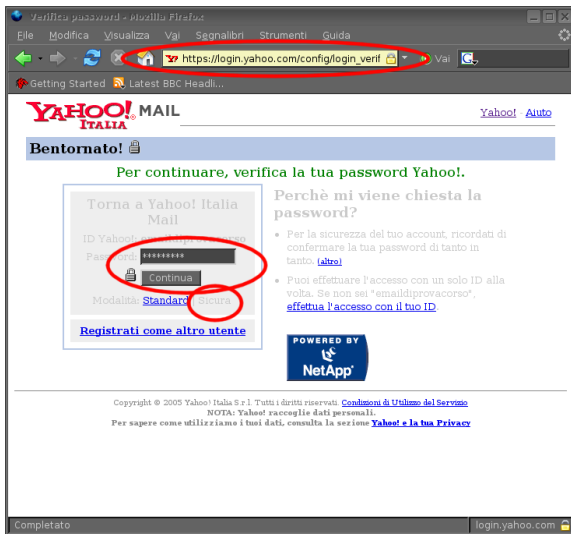 Verifica password - Mozilla Firefox
File Modifica Visualizza Vai Segnalibri Strumenti Guida
https://login.yahoo.com/config/login_verif Vai G
Getting Started Latest BBC Headli...
YAHOO! MAIL
ITALIA
Yahoo! - Aiuto
Bentornato!
Per continuare, verifica la tua password Yahoo!.
Torna a Yahoo! Italia
Mail
ID Yahoo!: emaildiprovacorso
Password: *********
Continua
Modalità: Standard | Sicura
Registrati come altro utente
Perchè mi viene chiesta la
password?
Per la sicurezza del tuo account, ricordati di
confermare la tua password di tanto in
tanto. (altro)
Puoi effettuare l'accesso con un solo ID alla
volta. Se non sei "emaildiprovacorso",
effettua l'accesso con il tuo ID.
POWERED BY
NetApp
Copyright © 2005 Yahoo! Italia S.r.l. Tutti i diritti riservati. Condizioni di Utilizzo del Servizio
NOTA: Yahoo! raccoglie dati personali.
Per sapere come utilizziamo i tuoi dati, consulta la sezione Yahoo! e la tua Privacy
Completato login.yahoo.com